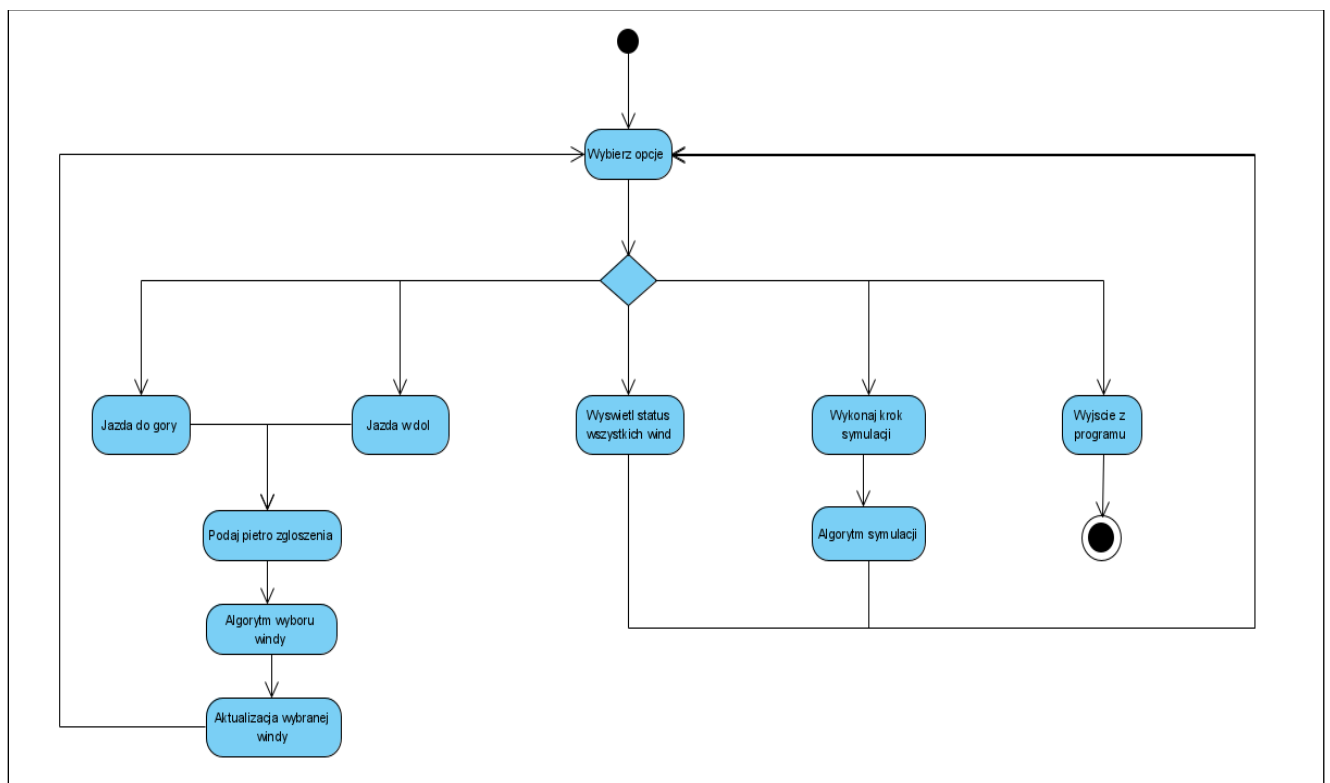 Wybierz opcje
Jazda do gory
Jazda w dol
Wyswietl status
wszystkich wind
Wykonaj krok
symulacji
Wyjscie z
programu
Podaj pietro zgloszenia
Algorytm symulacji
Algorytm wyboru
windy
Aktualizacja wybranej
windy